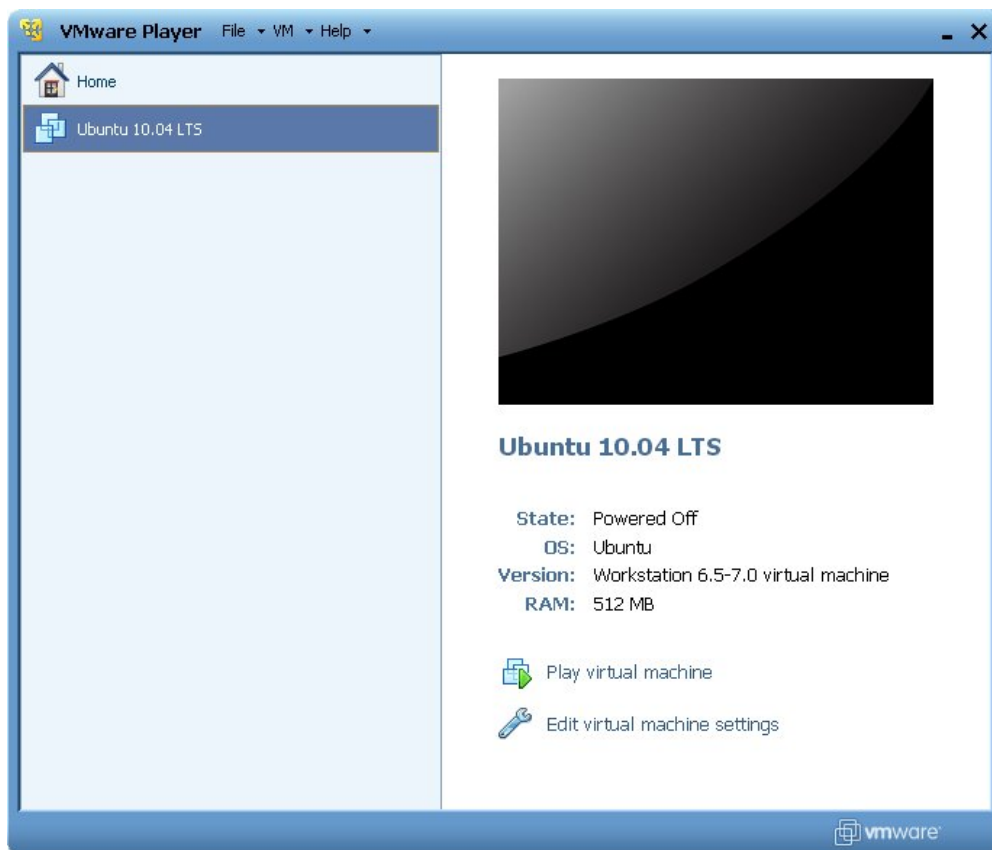 VMware Player File VM Help
Home
Ubuntu 10.04 LTS
Ubuntu 10.04 LTS
State: Powered Off
OS: Ubuntu
Version: Workstation 6.5-7.0 virtual machine
RAM: 512 MB
Play virtual machine
Edit virtual machine settings
vmware